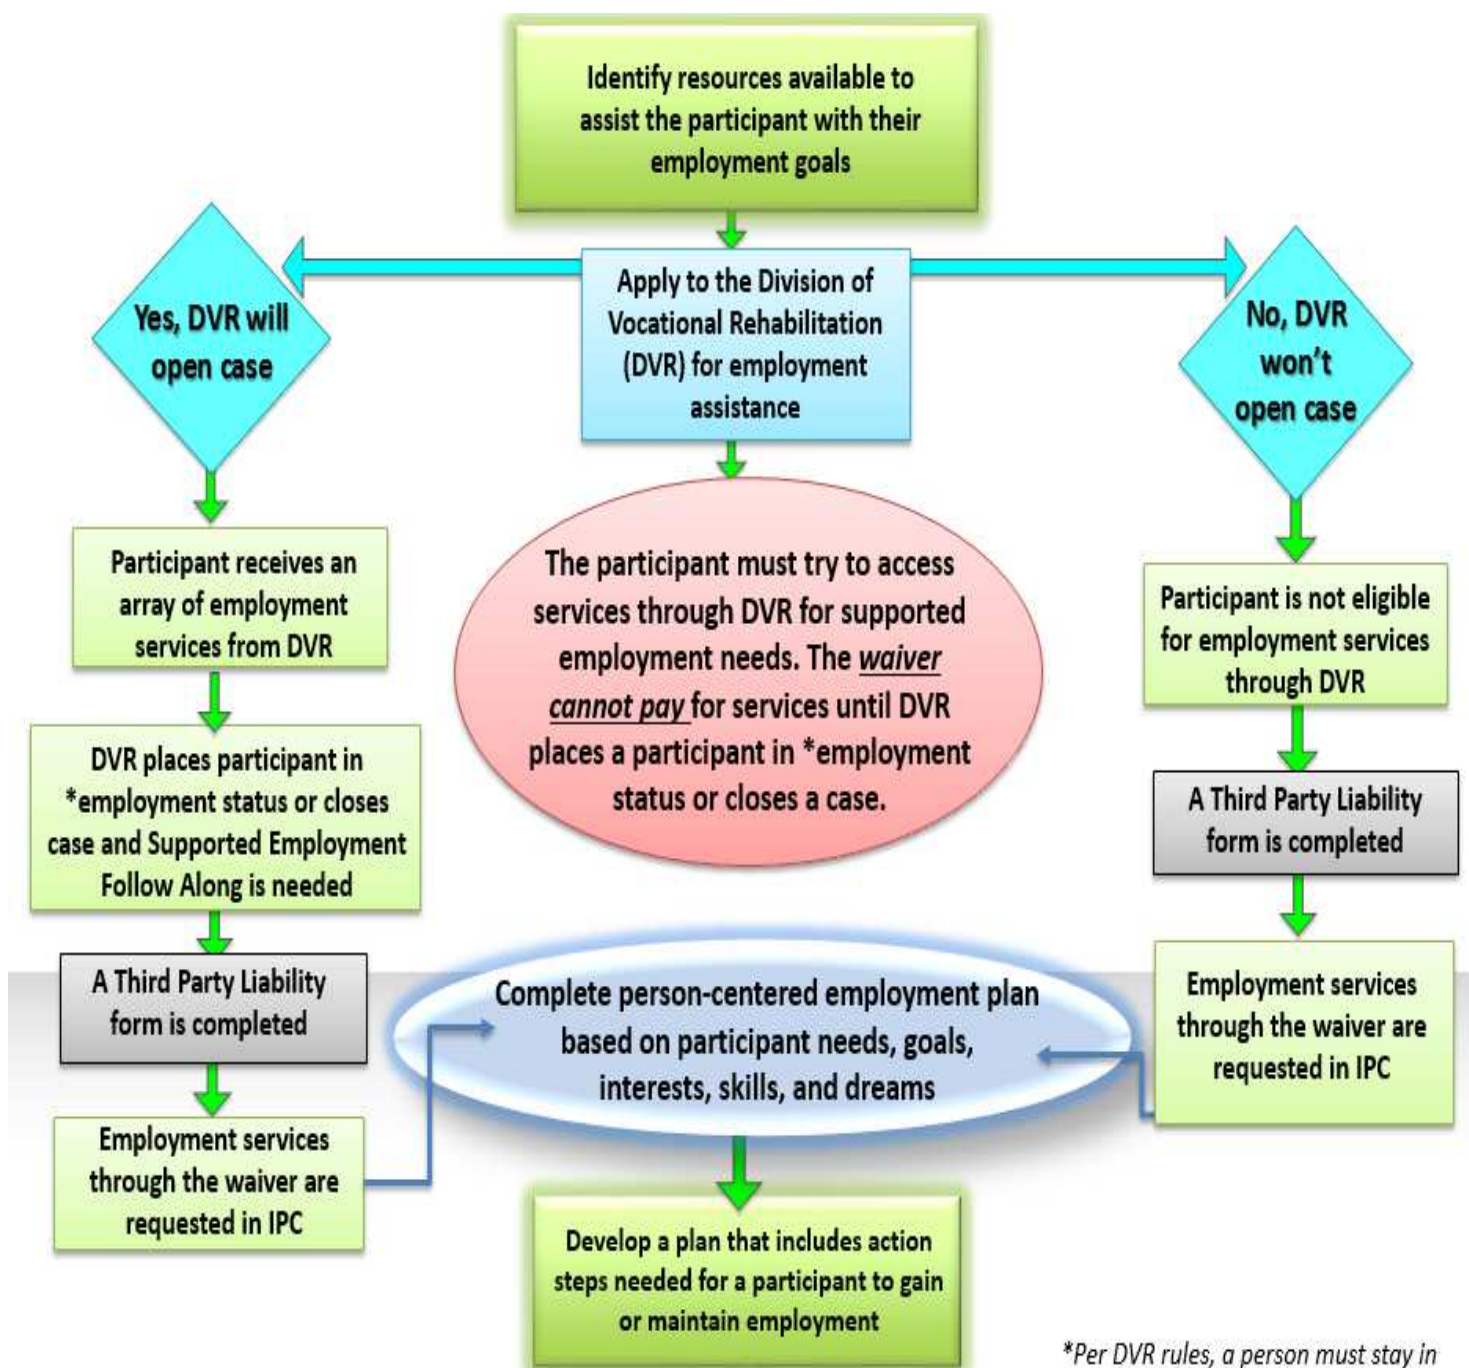 Identify resources available to
assist the participant with their
employment goals
Apply to the Division of
Vocational Rehabilitation
(DVR) for employment
assistance
Yes, DVR will
open case
No, DVR
won't
open case
The participant must try to access
services through DVR for supported
employment needs. The waiver
cannot pay for services until DVR
places a participant in *employment
status or closes a case.
Participant receives an
array of employment
services from DVR
DVR places participant in
*employment status or closes
case and Supported Employment
Follow Along is needed
A Third Party Liability
form is completed
Employment services
through the waiver are
requested in IPC
Participant is not eligible
for employment services
through DVR
A Third Party Liability
form is completed
Employment services
through the waiver are
requested in IPC
Complete person-centered employment plan
based on participant needs, goals,
interests, skills, and dreams
Develop a plan that includes action
steps needed for a participant to gain
or maintain employment
*Per DVR rules, a person must stay in